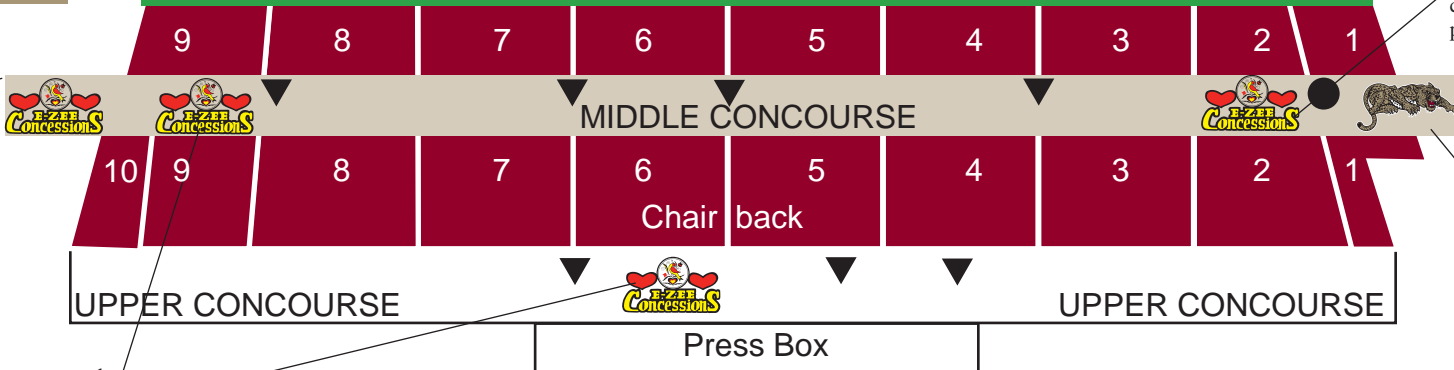 9 8 7 6 5 4 3 2 1
E-ZEE
ConcessionS
E-ZEE
ConcessionS
MIDDLE CONCOURSE
E-ZEE
ConcessionS
10 9 8 7 6 5 4 3 2 1
Chair back
E-ZEE
ConcessionS
UPPER CONCOURSE
UPPER CONCOURSE
Press Box